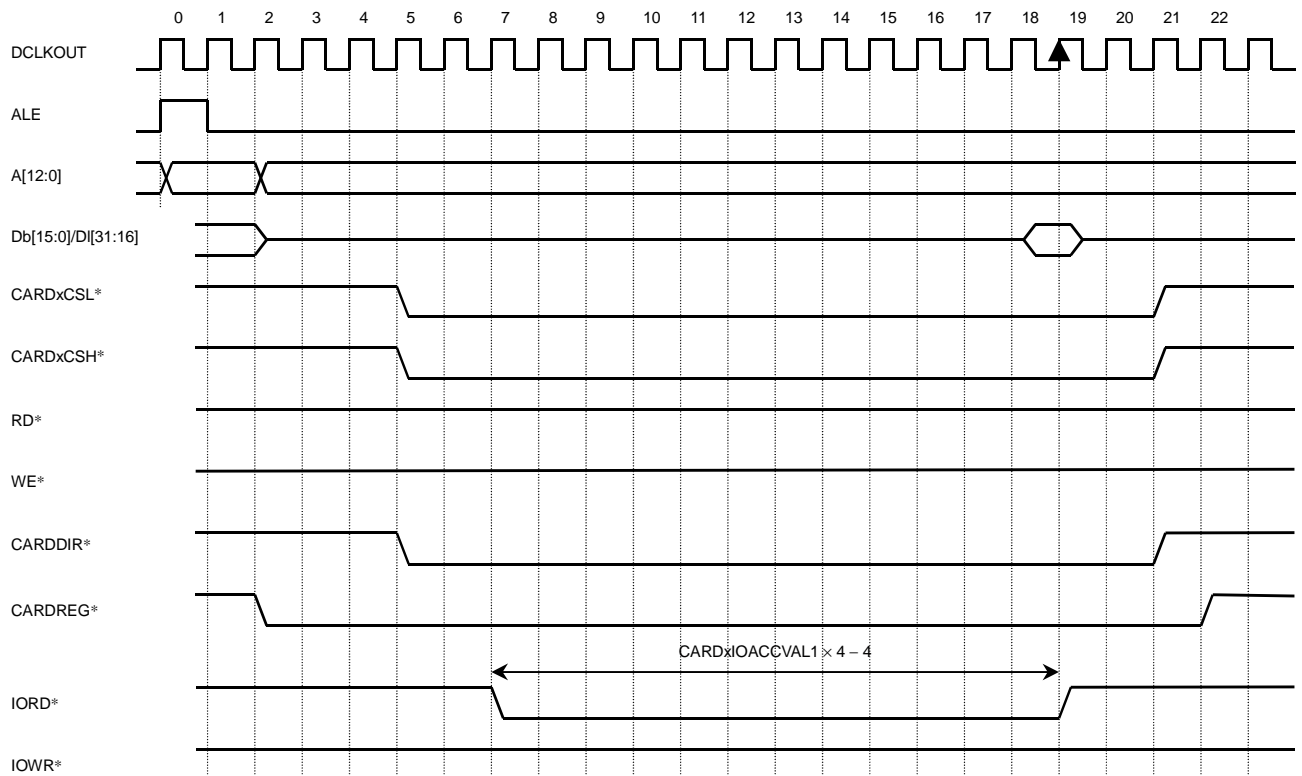 0 1 2 3 4 5 6 7 8 9 10 11 12 13 14 15 16 17 18 19 20 21 22
DCLKOUT
ALE
A[12:0]
Db[15:0]/DI[31:16]
CARDxCSL*
CARDxCSH*
RD*
WE*
CARDDIR*
CARDREG*
CARDxIOACCVAL1 × 4 − 4
IORD*
IOWR*